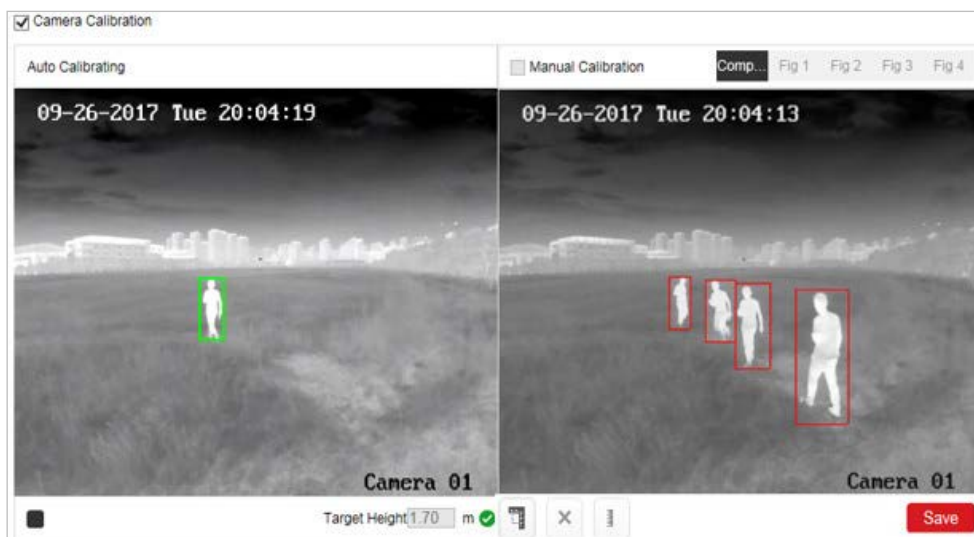 Camera Calibration
Auto Calibrating
Manual Calibration
Comp...
Fig 1
Fig 2
Fig 3
Fig 4
09-26-2017 Tue 20:04:19
09-26-2017 Tue 20:04:13
Camera 01
Camera 01
Target Height 1.70 m
Save